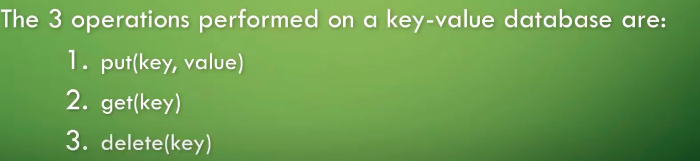 The 3 operations performed on a key-value database are:
1. put(key, value)
2. get(key)
3. delete(key)